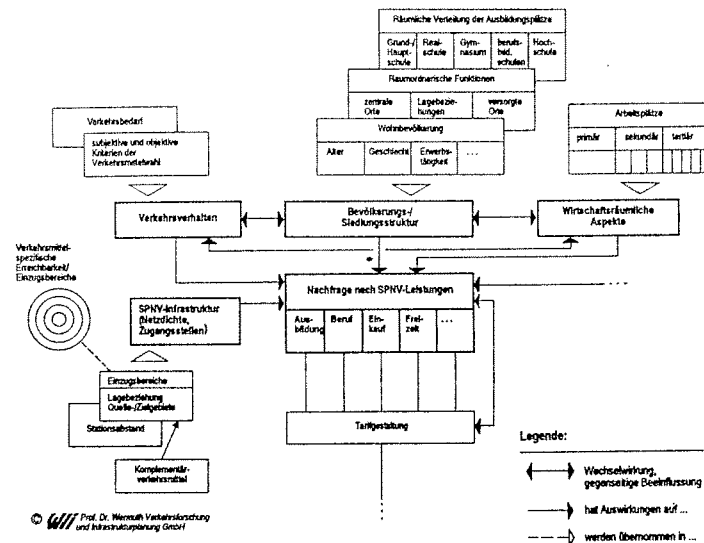 Räumliche Verteilung der Ausbildungsplätze
Grund-/
Haupt-
schule
Real-
schule
Gym-
nasium
berufs-
bild.
schulen
Hoch-
schule
Raumordnerische Funktionen
zentrale
Orte
Lagebezie-
hungen
versorgte
Orte
Wohnbevölkerung
Alter
Geschlecht
Erwerbs-
tätigkeit
...
Arbeitsplätze
primär
sekundär
tertiär
Verkehrsbedarf
subjektive und objektive
Kriterien der
Verkehrsmittelwahl
Verkehrsverhalten
Bevölkerungs-/
Siedlungsstruktur
Wirtschaftsräumliche
Aspekte
Verkehrsmittel-
spezifische
Erreichbarkeit/
Einzugsbereiche
SPNV-Infrastruktur
(Netzdichte,
Zugangsstellen)
Nachfrage nach SPNV-Leistungen
Aus-
bildung
Beruf
Ein-
kauf
Frei-
zeit
...
...
Einzugsbereiche
Lagebeziehung
Quelle-/Zielgebiete
Stationsabstand
Komplementär-
verkehrsmittel
Tarifgestaltung
Legende:
Wechselwirkung,
gegenseitige Beeinflussung
hat Auswirkungen auf ...
werden übernommen in ...
© WVI Prof. Dr. Wermuth Verkehrsforschung
und Infrastrukturplanung GmbH